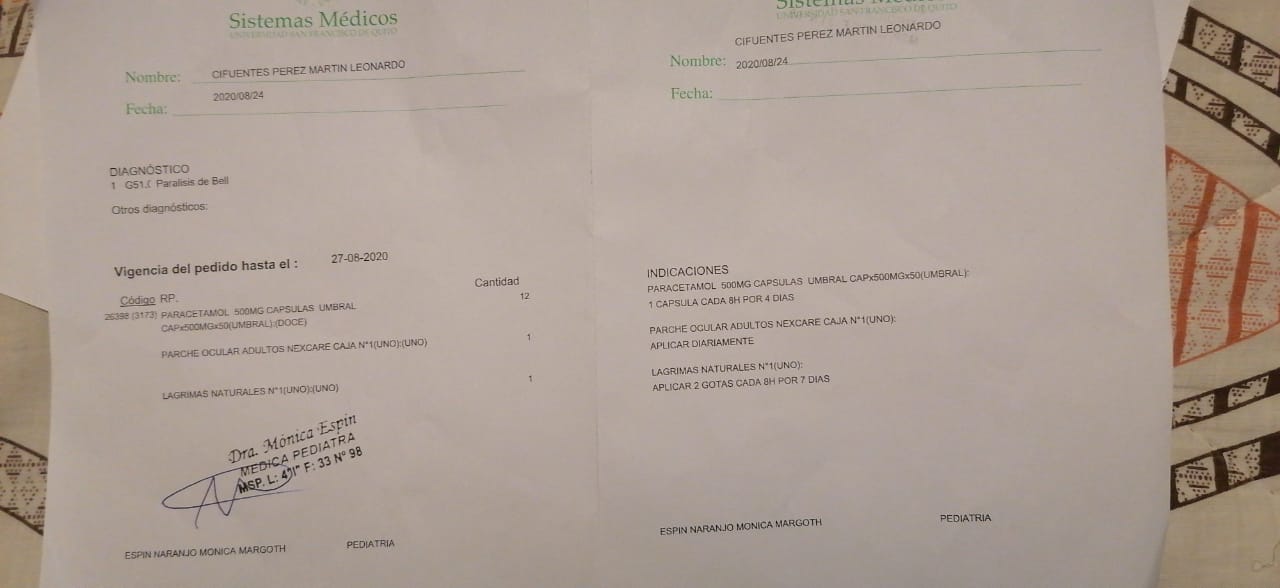 Sistemas Médicos
UNIVERSIDAD SAN FRANCISCO DE QUITO
Nombre: CIFUENTES PEREZ MARTIN LEONARDO
2020/08/24
Fecha:
DIAGNÓSTICO
1 G51.( Paralisis de Bell
Otros diagnósticos:
Vigencia del pedido hasta el : 27-08-2020
Código RP. Cantidad
26398 (3173) PARACETAMOL 500MG CAPSULAS UMBRAL 12
CAPx500MGx50(UMBRAL):(DOCE)
PARCHE OCULAR ADULTOS NEXCARE CAJA N°1(UNO):(UNO) 1
LAGRIMAS NATURALES N°1(UNO):(UNO) 1
Dra. Mónica Espin
MEDICA PEDIATRA
MSP. L: F: 33 N° 98
ESPIN NARANJO MONICA MARGOTH PEDIATRIA
Sistemas Médicos
UNIVERSIDAD SAN FRANCISCO DE QUITO
CIFUENTES PEREZ MARTIN LEONARDO
Nombre: 2020/08/24
Fecha:
INDICACIONES
PARACETAMOL 500MG CAPSULAS UMBRAL CAPx500MGx50(UMBRAL):
1 CAPSULA CADA 8H POR 4 DIAS
PARCHE OCULAR ADULTOS NEXCARE CAJA N°1(UNO):
APLICAR DIARIAMENTE
LAGRIMAS NATURALES N°1(UNO):
APLICAR 2 GOTAS CADA 8H POR 7 DIAS
ESPIN NARANJO MONICA MARGOTH PEDIATRIA